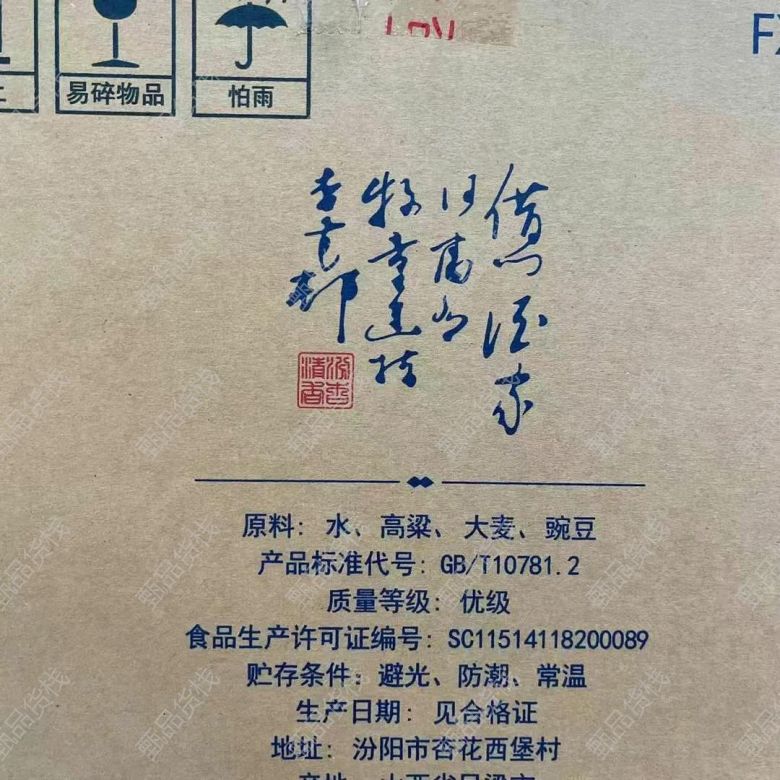 易碎物品
怕雨
借问酒家
何处有
牧童遥指
杏花村
原料：水、高粱、大麦、豌豆
产品标准代号：GB/T10781.2
质量等级：优级
食品生产许可证编号：SC11514118200089
贮存条件：避光、防潮、常温
生产日期：见合格证
地址：汾阳市杏花西堡村
甄品货栈